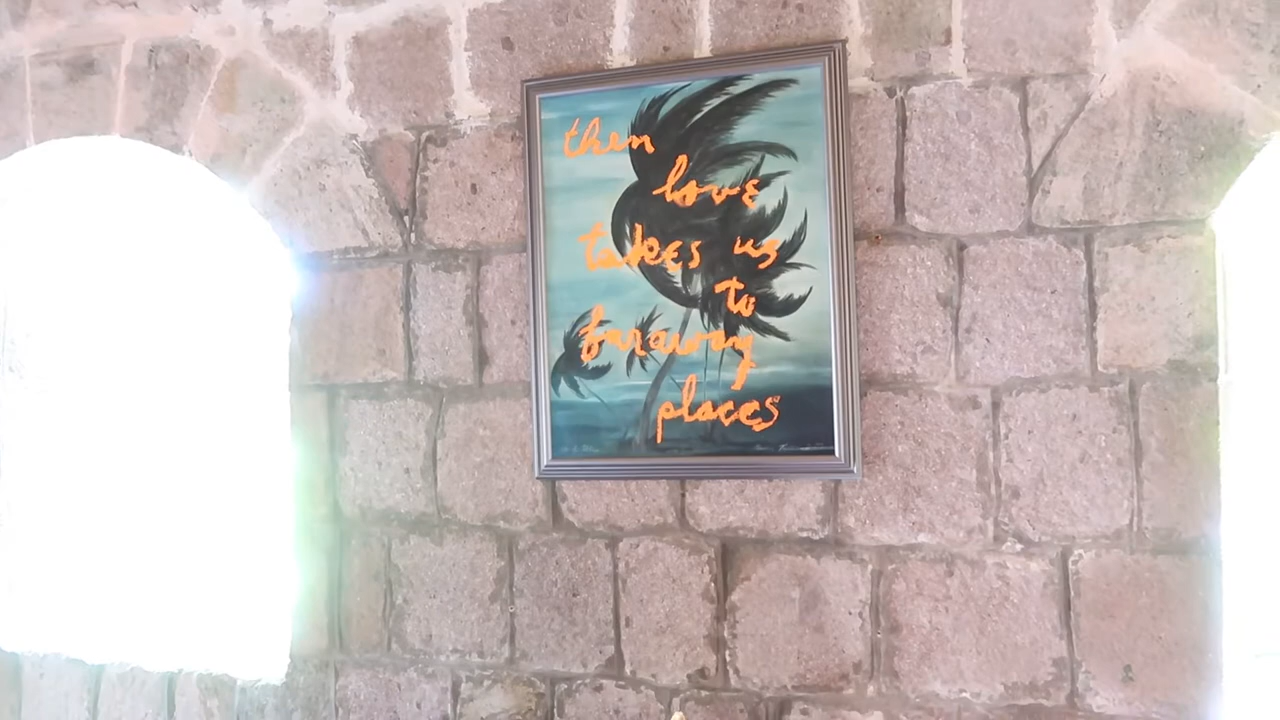 then
love
takes us
to
faraway
places